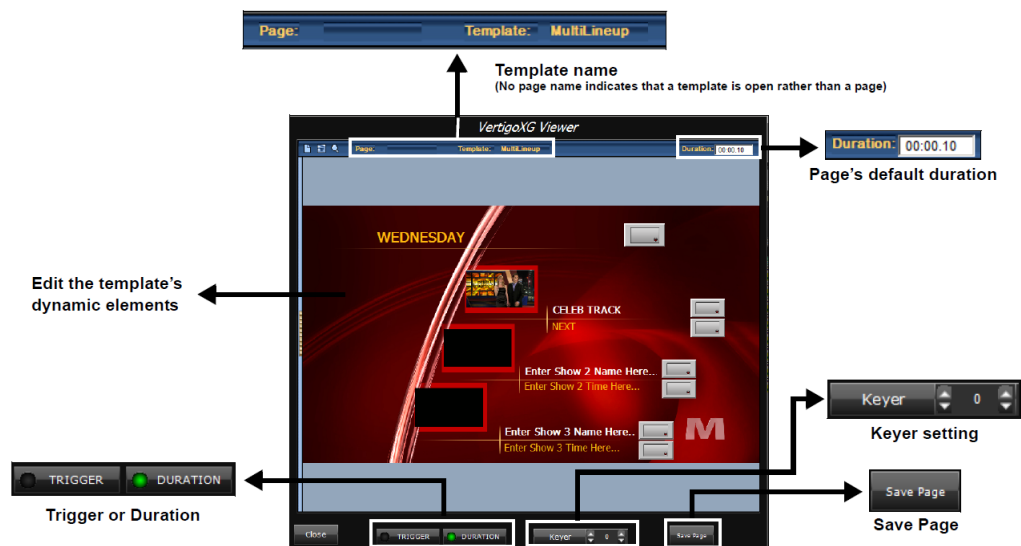 Page: Template: MultiLineup
Template name
(No page name indicates that a template is open rather than a page)
VertigoXG Viewer
Page: Template: MultiLineup Duration: 00:00.10
Duration: 00:00.10
Page's default duration
WEDNESDAY
Edit the template's
dynamic elements
CELEB TRACK
NEXT
Enter Show 2 Name Here...
Enter Show 2 Time Here...
Keyer 0
Keyer setting
Enter Show 3 Name Here..
Enter Show 3 Time Here...
M
TRIGGER DURATION
Trigger or Duration
Save Page
Save Page
Close TRIGGER DURATION Keyer 0 Save Page